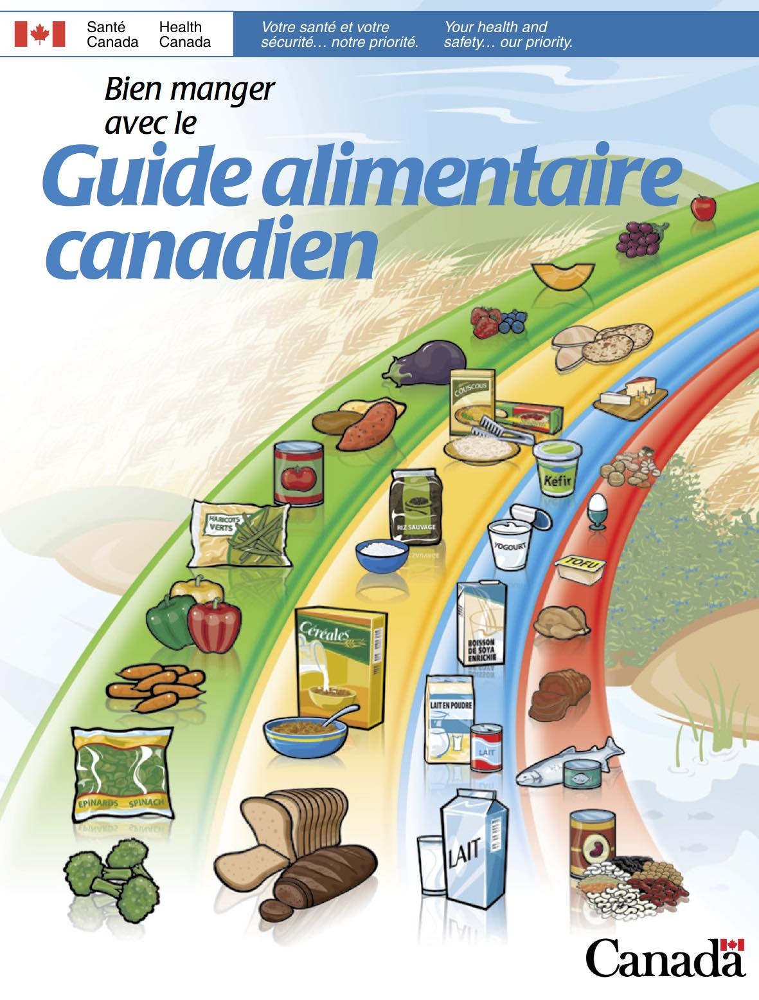 Santé
Canada
Health
Canada
Votre santé et votre
sécurité... notre priorité.
Your health and
safety... our priority.
Bien manger
avec le
Guide alimentaire
canadien
COUSCOUS
Kéfir
HARICOTS
VERTS
RIZ SAUVAGE
YOGOURT
TOFU
Céréales
BOISSON
DE SOYA
ENRICHIE
LAIT EN POUDRE
LAIT
EPINARDS SPINACH
LAIT
Canada